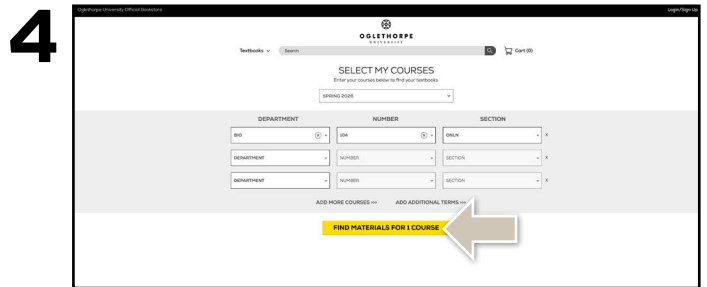 4
Oglethorpe University Official Bookstore
Login/Sign Up
OGLETHORPE
UNIVERSITY
Textbooks
Search
Cart (0)
SELECT MY COURSES
Enter your courses below to find your textbooks
SPRING 2026
DEPARTMENT NUMBER SECTION
BIO 104 ONLN X
DEPARTMENT NUMBER SECTION X
DEPARTMENT NUMBER SECTION X
ADD MORE COURSES >>> ADD ADDITIONAL TERMS >>>
FIND MATERIALS FOR 1 COURSE